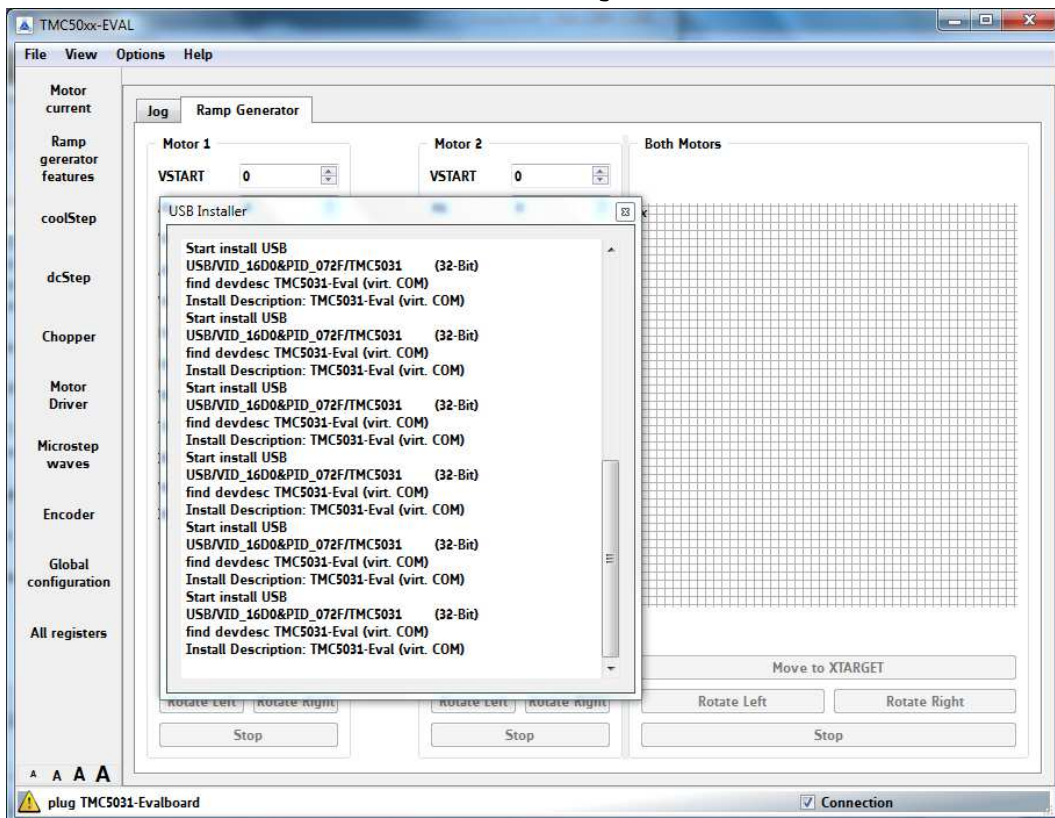 TMC50xx-EVAL
File View Options Help
Motor
current
Ramp
gererator
features
coolStep
dcStep
Chopper
Motor
Driver
Microstep
waves
Encoder
Global
configuration
All registers
A A A A
Jog Ramp Generator
Motor 1
VSTART 0
Motor 2
VSTART 0
Both Motors
x
USB Installer
Start install USB
USB/VID_16D0&PID_072F/TMC5031 (32-Bit)
find devdesc TMC5031-Eval (virt. COM)
Install Description: TMC5031-Eval (virt. COM)
Start install USB
USB/VID_16D0&PID_072F/TMC5031 (32-Bit)
find devdesc TMC5031-Eval (virt. COM)
Install Description: TMC5031-Eval (virt. COM)
Start install USB
USB/VID_16D0&PID_072F/TMC5031 (32-Bit)
find devdesc TMC5031-Eval (virt. COM)
Install Description: TMC5031-Eval (virt. COM)
Start install USB
USB/VID_16D0&PID_072F/TMC5031 (32-Bit)
find devdesc TMC5031-Eval (virt. COM)
Install Description: TMC5031-Eval (virt. COM)
Start install USB
USB/VID_16D0&PID_072F/TMC5031 (32-Bit)
find devdesc TMC5031-Eval (virt. COM)
Install Description: TMC5031-Eval (virt. COM)
Start install USB
USB/VID_16D0&PID_072F/TMC5031 (32-Bit)
find devdesc TMC5031-Eval (virt. COM)
Install Description: TMC5031-Eval (virt. COM)
Move to XTARGET
Rotate Left Rotate Right Rotate Left Rotate Right Rotate Left Rotate Right
Stop Stop Stop
plug TMC5031-Evalboard Connection